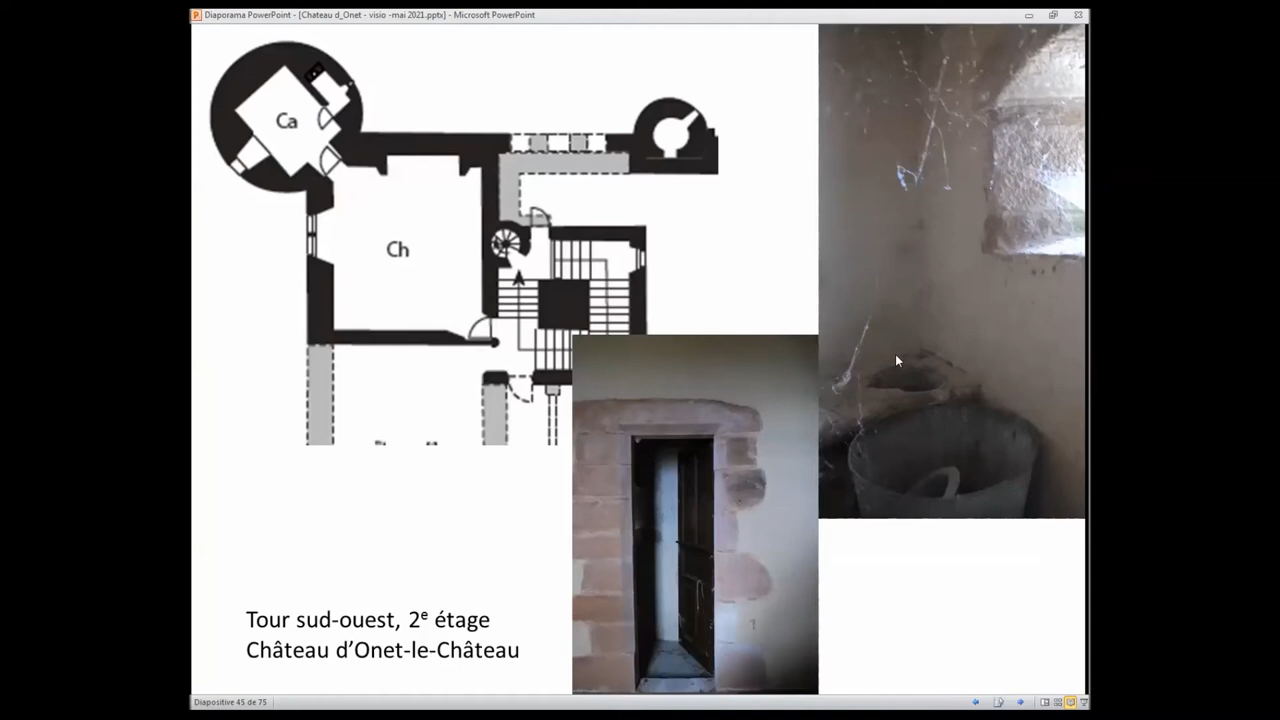 Diaporama PowerPoint - [Chateau d_Onet - visio -mai 2021.pptx] - Microsoft PowerPoint
Ca
Ch
Tour sud-ouest, 2e étage
Château d'Onet-le-Château
Diapositive 45 de 75